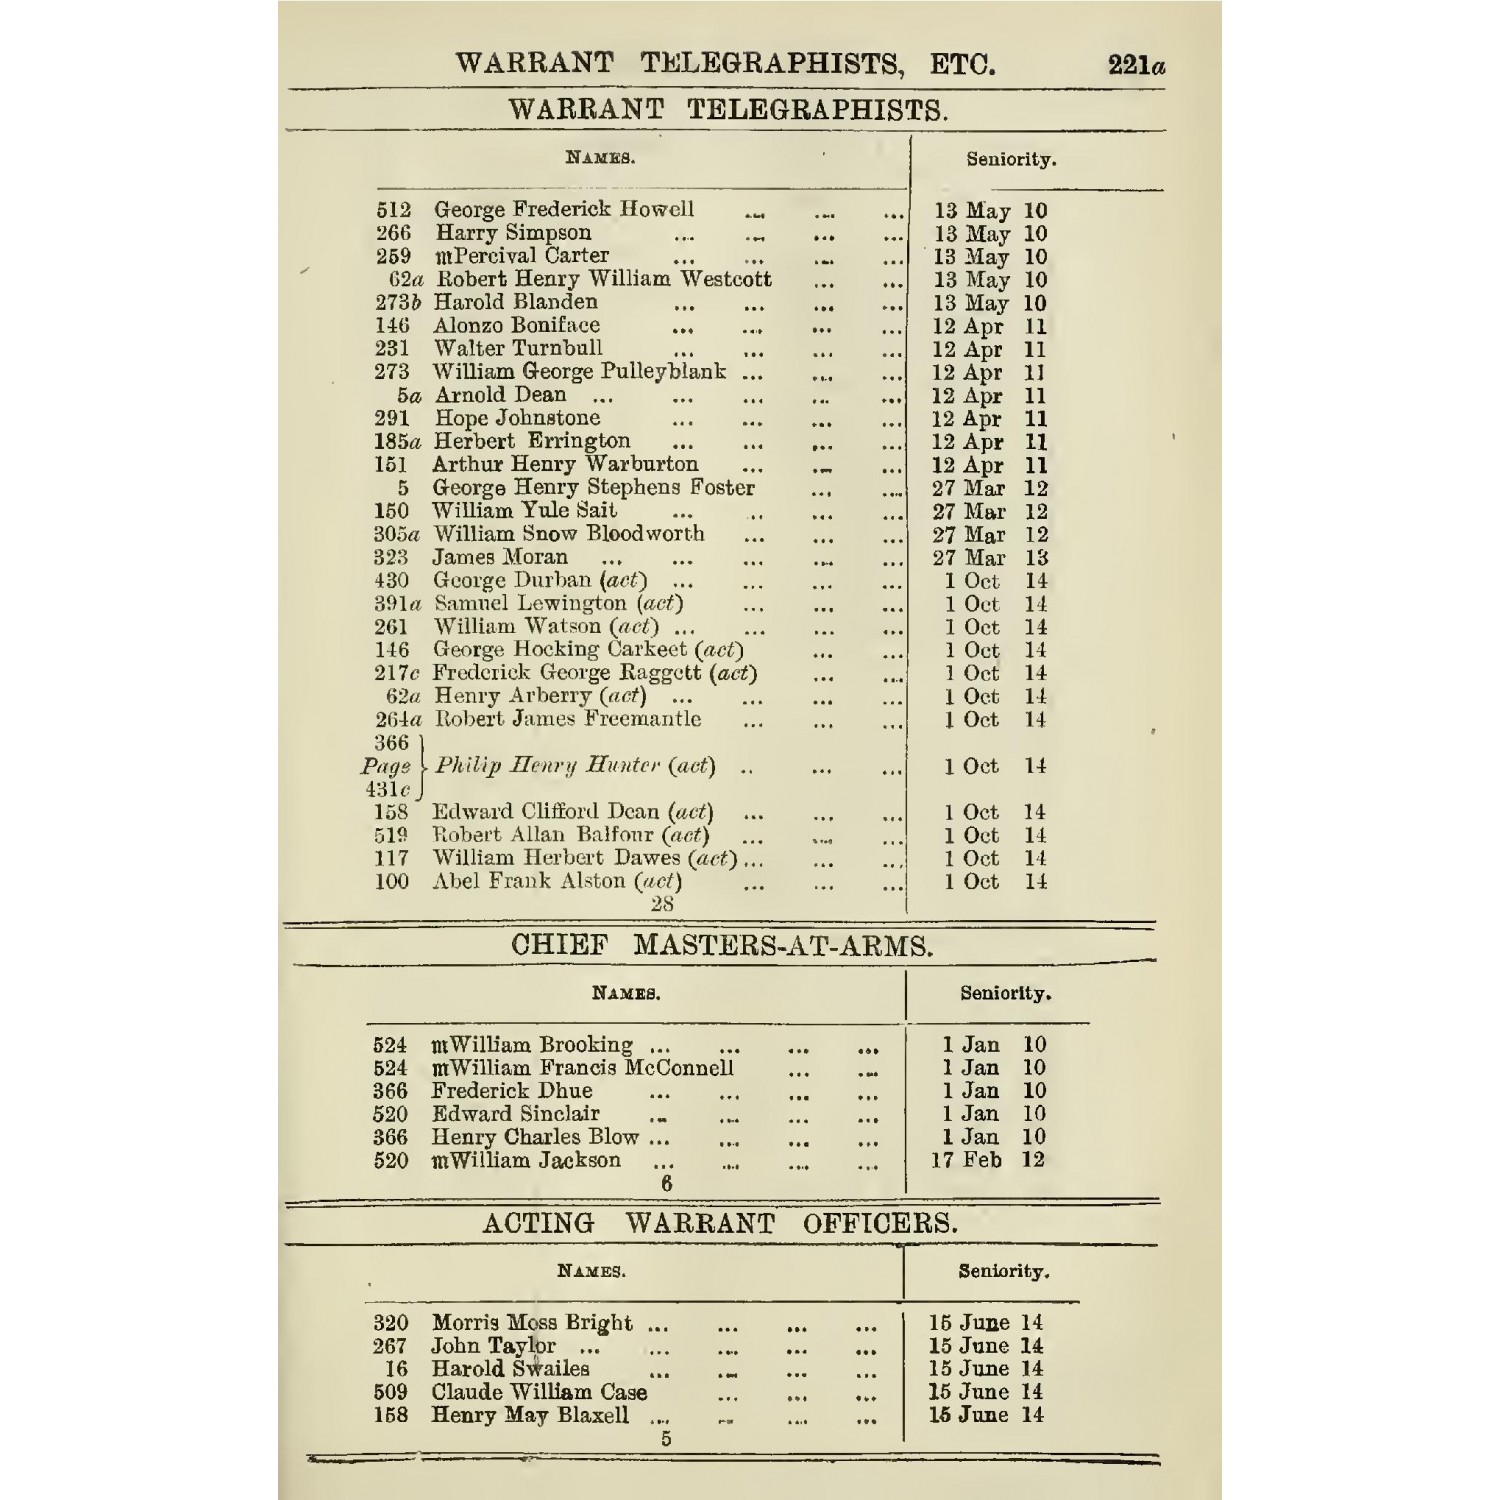 WARRANT TELEGRAPHISTS, ETC. 221a
WARRANT TELEGRAPHISTS.
NAMES. Seniority.
512 George Frederick Howell ... ... ... 13 May 10
266 Harry Simpson ... ... ... ... 13 May 10
259 mPercival Carter ... ... ... ... 13 May 10
62a Robert Henry William Westcott ... ... 13 May 10
273b Harold Blanden ... ... ... ... 13 May 10
146 Alonzo Boniface ... ... ... ... 12 Apr 11
231 Walter Turnbull ... ... ... ... 12 Apr 11
273 William George Pulleyblank ... ... ... 12 Apr 11
5a Arnold Dean ... ... ... ... ... 12 Apr 11
291 Hope Johnstone ... ... ... ... 12 Apr 11
185a Herbert Errington ... ... ... ... 12 Apr 11
151 Arthur Henry Warburton ... ... ... 12 Apr 11
5 George Henry Stephens Foster ... ... 27 Mar 12
150 William Yule Sait ... .. ... ... 27 Mar 12
305a William Snow Bloodworth ... ... ... 27 Mar 12
323 James Moran ... ... ... ... ... 27 Mar 13
430 George Durban (act) ... ... ... ... 1 Oct 14
391a Samuel Lewington (act) ... ... ... 1 Oct 14
261 William Watson (act) ... ... ... ... 1 Oct 14
146 George Hocking Carkeet (act) ... ... 1 Oct 14
217c Frederick George Raggett (act) ... ... 1 Oct 14
62a Henry Arberry (act) ... ... ... ... 1 Oct 14
264a Robert James Freemantle ... ... ... 1 Oct 14
366
Page } Philip Henry Hunter (act) .. ... ... 1 Oct 14
431c
158 Edward Clifford Dean (act) ... ... ... 1 Oct 14
519 Robert Allan Balfour (act) ... ... ... 1 Oct 14
117 William Herbert Dawes (act) ... ... ... 1 Oct 14
100 Abel Frank Alston (act) ... ... ... 1 Oct 14
28
CHIEF MASTERS-AT-ARMS.
NAMES. Seniority.
524 mWilliam Brooking ... ... ... ... 1 Jan 10
524 mWilliam Francis McConnell ... ... 1 Jan 10
366 Frederick Dhue ... ... ... ... 1 Jan 10
520 Edward Sinclair ... ... ... ... 1 Jan 10
366 Henry Charles Blow ... ... ... ... 1 Jan 10
520 mWilliam Jackson ... ... ... ... 17 Feb 12
6
ACTING WARRANT OFFICERS.
NAMES. Seniority.
320 Morris Moss Bright ... ... ... ... 15 June 14
267 John Taylor ... ... ... ... ... 15 June 14
16 Harold Swailes ... ... ... ... 15 June 14
509 Claude William Case ... ... ... 15 June 14
158 Henry May Blaxell ... ... ... ... 15 June 14
5